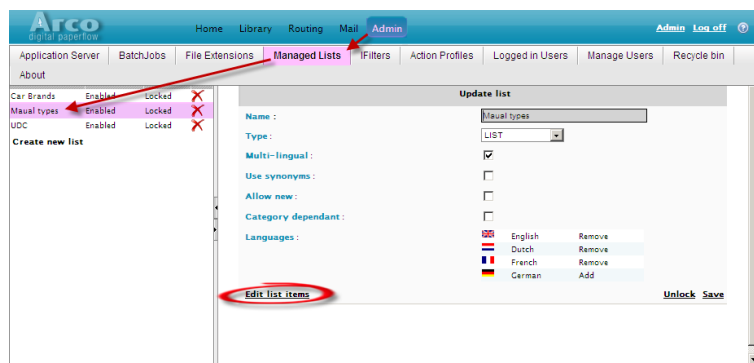 Arco
digital paperflow
Home Library Routing Mail Admin
Admin Log off
Application Server BatchJobs File Extensions Managed Lists IFilters Action Profiles Logged in Users Manage Users Recycle bin
About
Car Brands Enabled Locked
Maual types Enabled Locked
UDC Enabled Locked
Create new list
Update list
Name : Maual types
Type : LIST
Multi-lingual :
Use synonyms :
Allow new :
Category dependant :
Languages : English Remove
Dutch Remove
French Remove
German Add
Edit list items Unlock Save